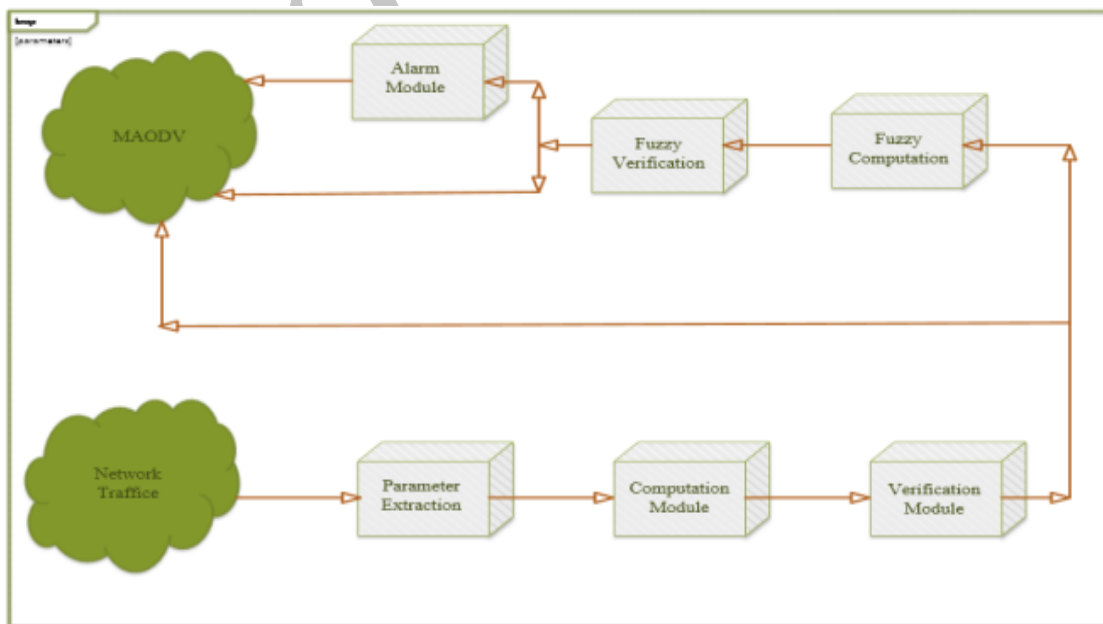 [parameters]
MAODV
Alarm
Module
Fuzzy
Verification
Fuzzy
Computation
Network
Traffice
Parameter
Extraction
Computation
Module
Verification
Module